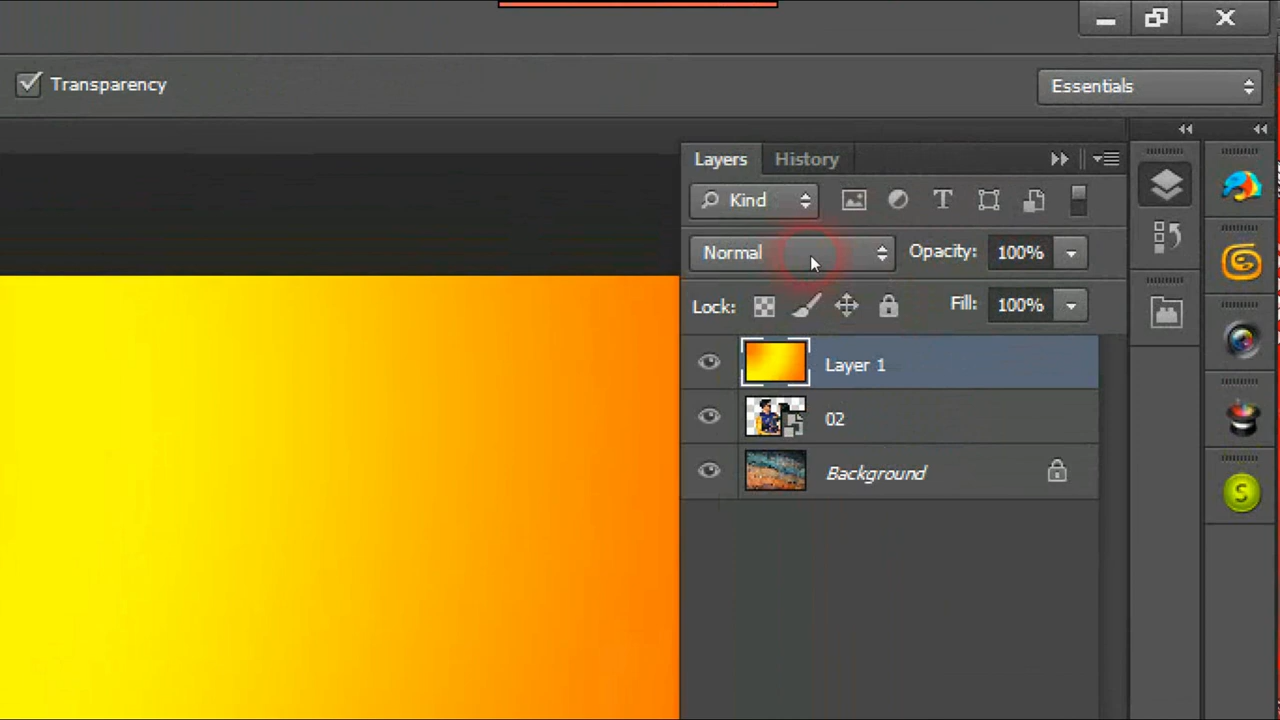 Transparency
Essentials
Layers History
Kind T
Normal Opacity: 100%
Lock: Fill: 100%
Layer 1
02
Background
S